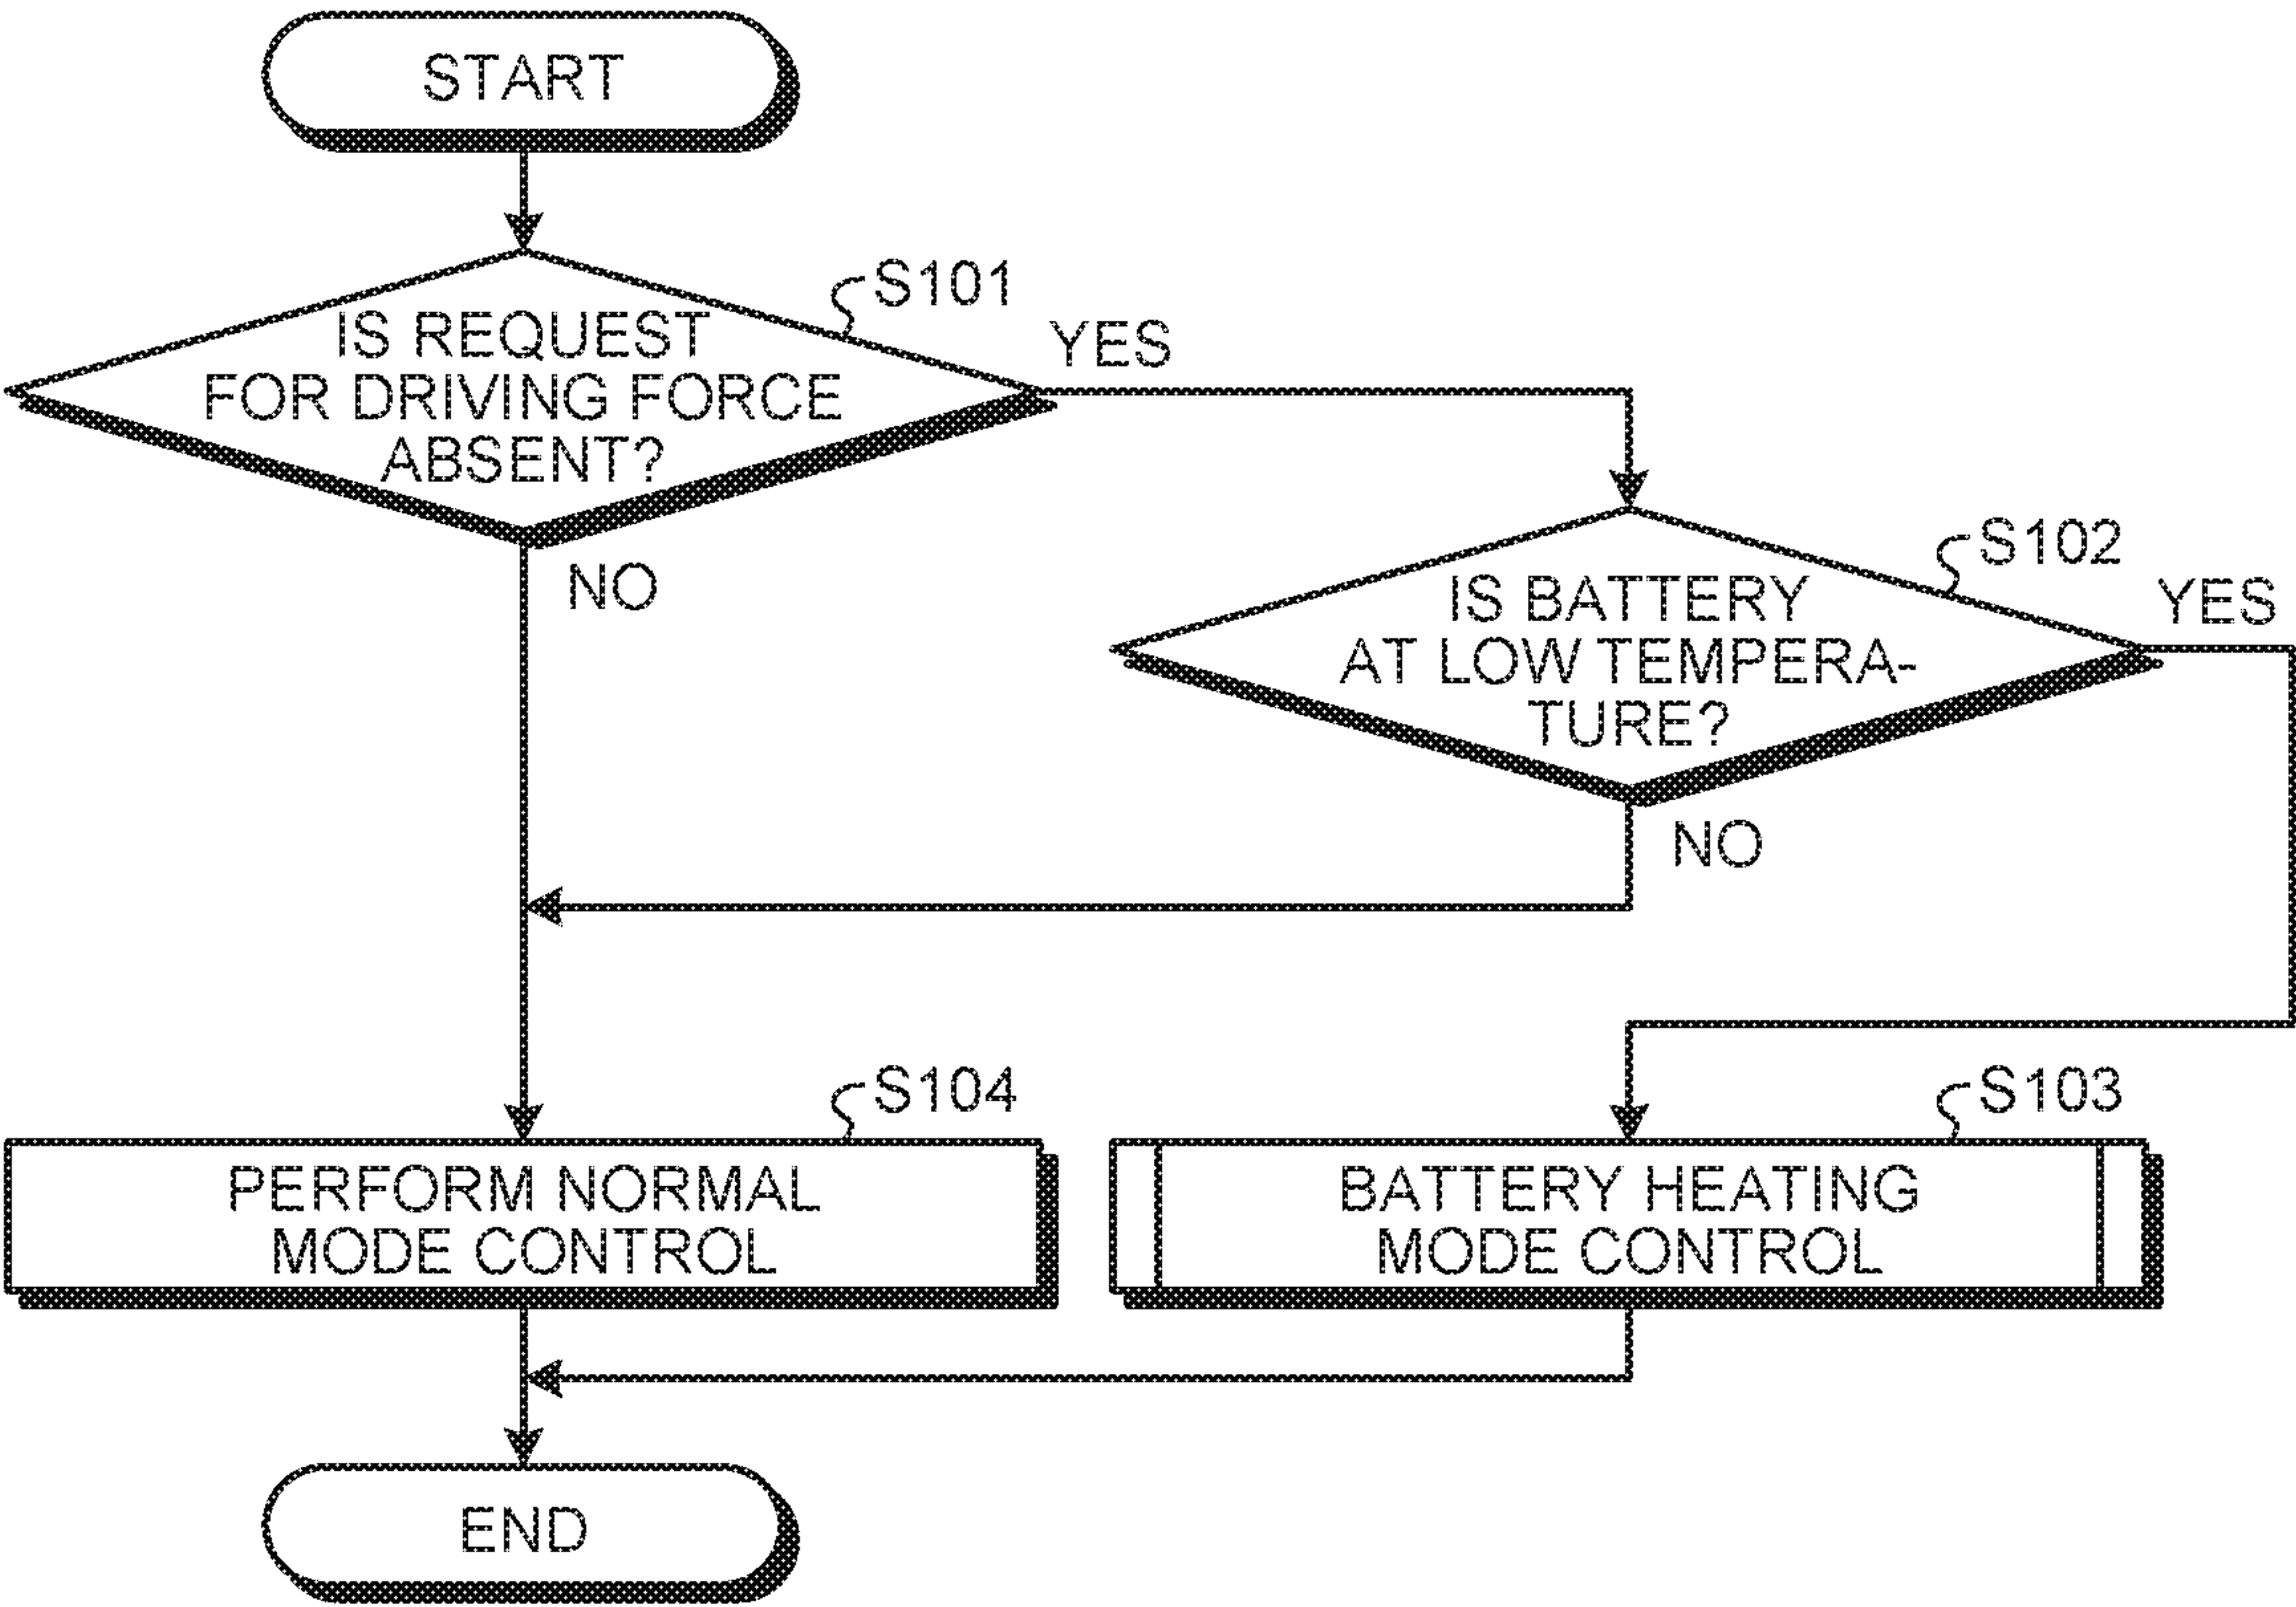 START
S101
IS REQUEST
FOR DRIVING FORCE
ABSENT?
YES
NO
S102
IS BATTERY
AT LOW TEMPERA-
TURE?
YES
NO
S104
PERFORM NORMAL
MODE CONTROL
S103
BATTERY HEATING
MODE CONTROL
END